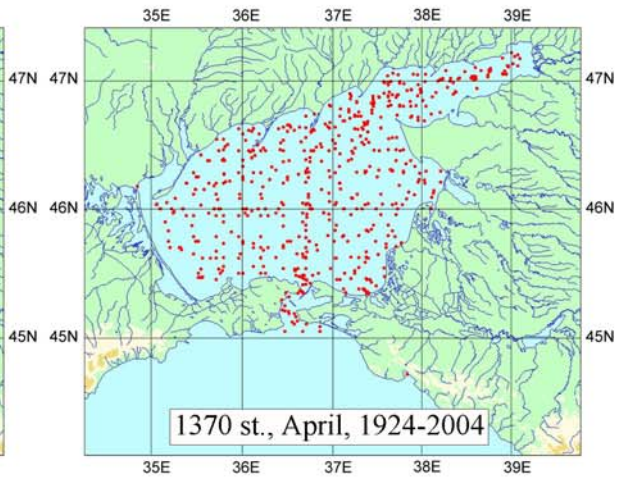 35E 36E 37E 38E 39E
47N 47N 47N
46N 46N 46N
45N 45N 45N
1370 st., April, 1924-2004
35E 36E 37E 38E 39E